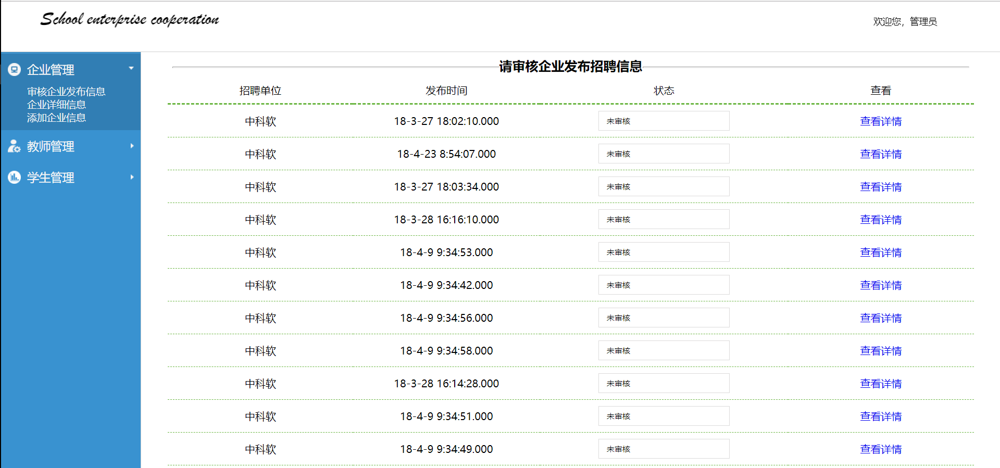 School enterprise cooperation
欢迎您，管理员
企业管理
审核企业发布信息
企业详细信息
添加企业信息
教师管理
学生管理
请审核企业发布招聘信息
招聘单位 发布时间 状态 查看
中科软 18-3-27 18:02:10.000 未审核 查看详情
中科软 18-4-23 8:54:07.000 未审核 查看详情
中科软 18-3-27 18:03:34.000 未审核 查看详情
中科软 18-3-28 16:16:10.000 未审核 查看详情
中科软 18-4-9 9:34:53.000 未审核 查看详情
中科软 18-4-9 9:34:42.000 未审核 查看详情
中科软 18-4-9 9:34:56.000 未审核 查看详情
中科软 18-4-9 9:34:58.000 未审核 查看详情
中科软 18-3-28 16:14:28.000 未审核 查看详情
中科软 18-4-9 9:34:51.000 未审核 查看详情
中科软 18-4-9 9:34:49.000 未审核 查看详情